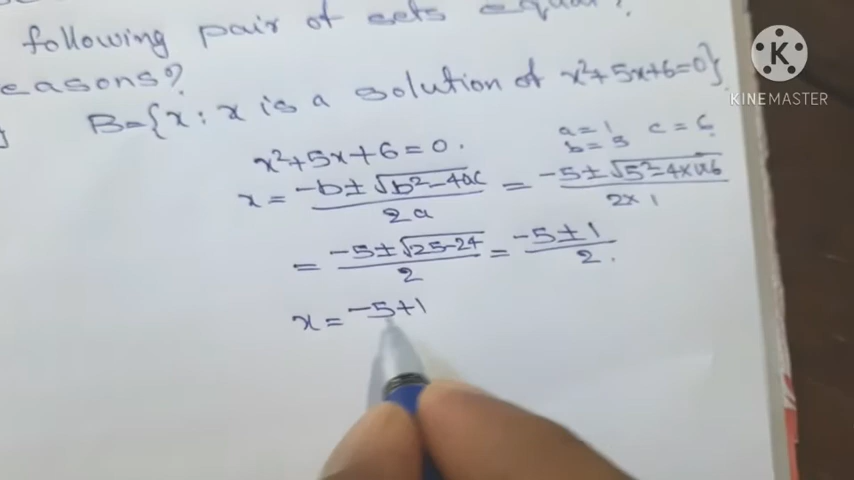 following pair of sets equal?
easons?
B={x : x is a solution of x²+5x+6=0}
x²+5x+6=0.
a=1 c=6
b=5
x = -b±√b²-4ac / 2a = -5±√5²-4×1×6 / 2×1
= -5±√25-24 / 2 = -5±1 / 2.
x = -5+1
K
KINEMASTER